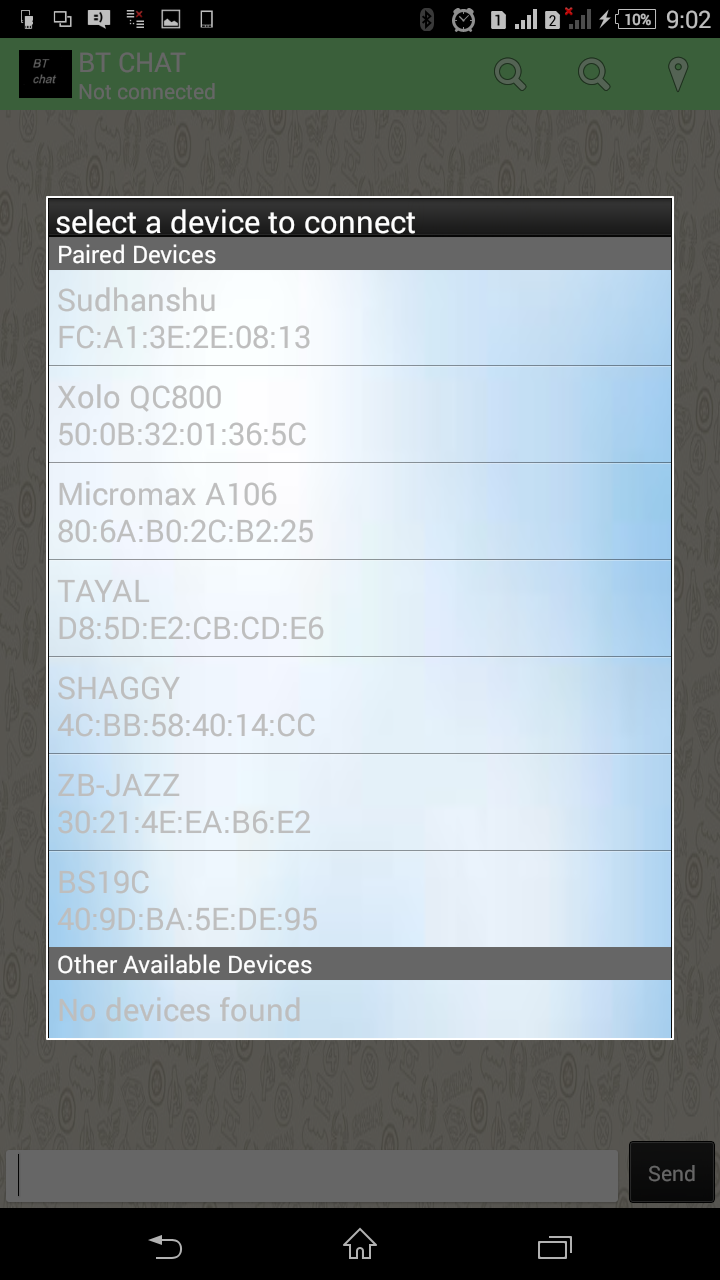 1 2 10% 9:02
BT chat
BT CHAT
Not connected
select a device to connect
Paired Devices
Sudhanshu
FC:A1:3E:2E:08:13
Xolo QC800
50:0B:32:01:36:5C
Micromax A106
80:6A:B0:2C:B2:25
TAYAL
D8:5D:E2:CB:CD:E6
SHAGGY
4C:BB:58:40:14:CC
ZB-JAZZ
30:21:4E:EA:B6:E2
BS19C
40:9D:BA:5E:DE:95
Other Available Devices
No devices found
Send